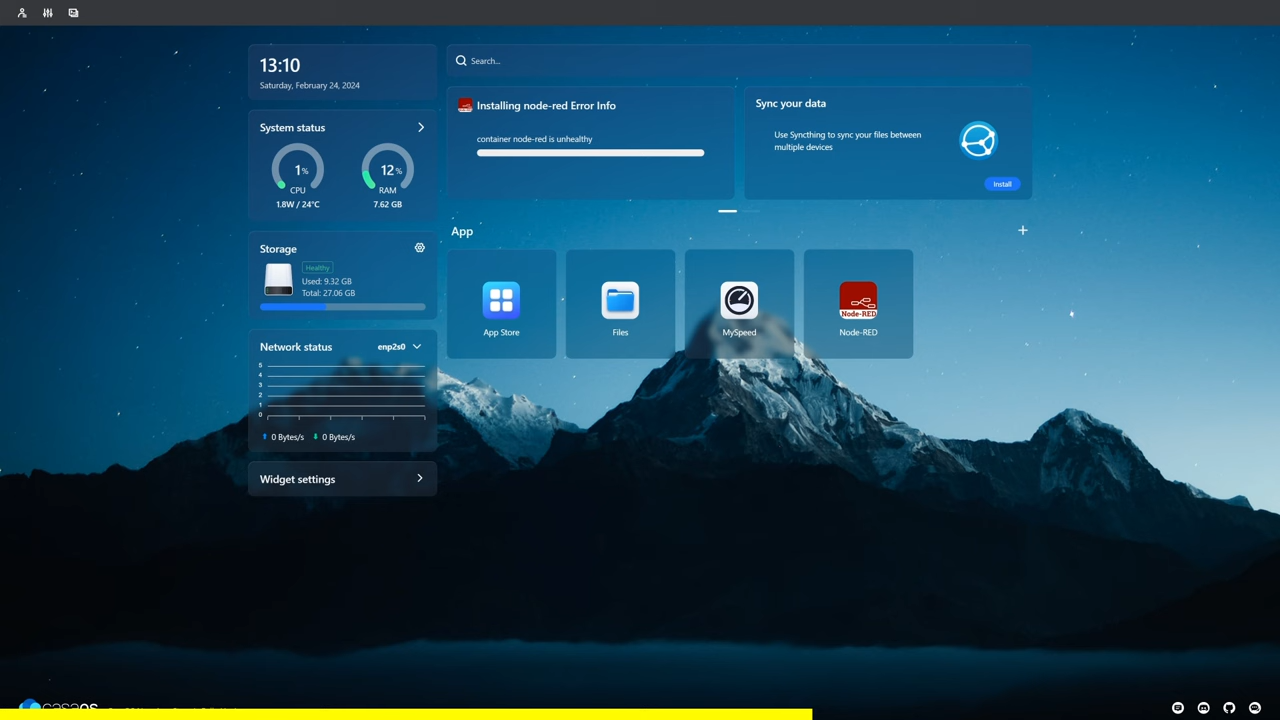 13:10
Saturday, February 24, 2024
Search...
System status
1%
CPU
1.8W / 24°C
12%
RAM
7.62 GB
Installing node-red Error Info
container node-red is unhealthy
Sync your data
Use Syncthing to sync your files between
multiple devices
Install
Storage
Healthy
Used: 9.32 GB
Total: 27.06 GB
App
App Store
Files
MySpeed
Node-RED
Node-RED
Network status
enp2s0
5
4
3
2
1
0
0 Bytes/s
0 Bytes/s
Widget settings
casaos